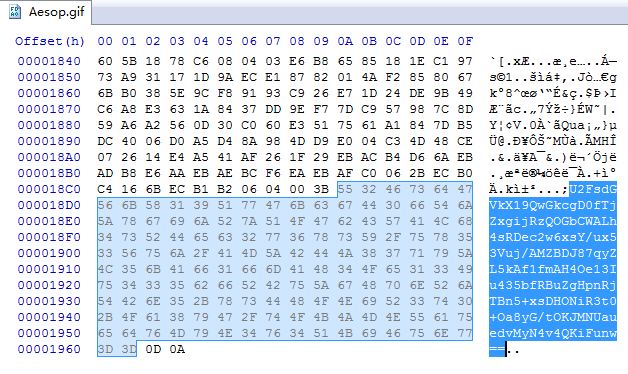 Aesop.gif
Offset(h) 00 01 02 03 04 05 06 07 08 09 0A 0B 0C 0D 0E 0F
00001840 60 5B 18 78 C6 08 04 03 E6 B8 65 85 18 1E C1 97 `[.xÆ...æ¸e…..Á—
00001850 73 A9 31 17 1D 9A EC E1 87 82 01 4A F2 85 80 67 s©1..šìá‡‚.Jò…€g
00001860 6B B0 38 5E 9C F8 91 93 C9 26 E7 1D 24 DE 9B 49 k°8^œø‘“É&ç.$Þ›I
00001870 C6 A8 E3 63 1A 84 37 DD 9E F7 7D C9 57 98 7C 8D Æ¨ãc.„7Ýž÷}ÉW˜|.
00001880 59 A6 A2 56 0D 30 C0 60 E3 51 75 61 A1 84 7D B5 Y¦¢V.0À`ãQua¡„}µ
00001890 DC 40 06 D0 A5 D4 8A 98 4D D9 E0 04 C3 4D 48 CE Ü@.Ð¥ÔŠ˜MÙà.ÃMHÎ
000018A0 07 26 14 E4 A5 41 AF 26 1F 29 EB AC B4 D6 6A EB .&.ä¥A¯&.)ë¬´Öjë
000018B0 AD B8 E6 AA EB AE BC F6 EA EB AF C0 06 2B EC B0 .¸æªë®¼öêë¯À.+ì°
000018C0 C4 16 6B EC B1 B2 06 04 00 3B 55 32 46 73 64 47 Ä.kì±²...;U2FsdG
000018D0 56 6B 58 31 39 51 77 47 6B 63 67 44 30 66 54 6A VkX19QwGkcgD0fTj
000018E0 5A 78 67 69 6A 52 7A 51 4F 47 62 43 57 41 4C 68 ZxgijRzQOGbCWALh
000018F0 34 73 52 44 65 63 32 77 36 78 73 59 2F 75 78 35 4sRDec2w6xsY/ux5
00001900 33 56 75 6A 2F 41 4D 5A 42 44 4A 38 37 71 79 5A 3Vuj/AMZBDJ87qyZ
00001910 4C 35 6B 41 66 31 66 6D 41 48 34 4F 65 31 33 49 L5kAf1fmAH4Oe13I
00001920 75 34 33 35 62 66 52 42 75 5A 67 48 70 6E 52 6A u435bfRBuZgHpnRj
00001930 54 42 6E 35 2B 78 73 44 48 4F 4E 69 52 33 74 30 TBn5+xsDHONiR3t0
00001940 2B 4F 61 38 79 47 2F 74 4F 4B 4A 4D 4E 55 61 75 +Oa8yG/tOKJMNUau
00001950 65 64 76 4D 79 4E 34 76 34 51 4B 69 46 75 6E 77 edvMyN4v4QKiFunw
00001960 3D 3D 0D 0A ==..